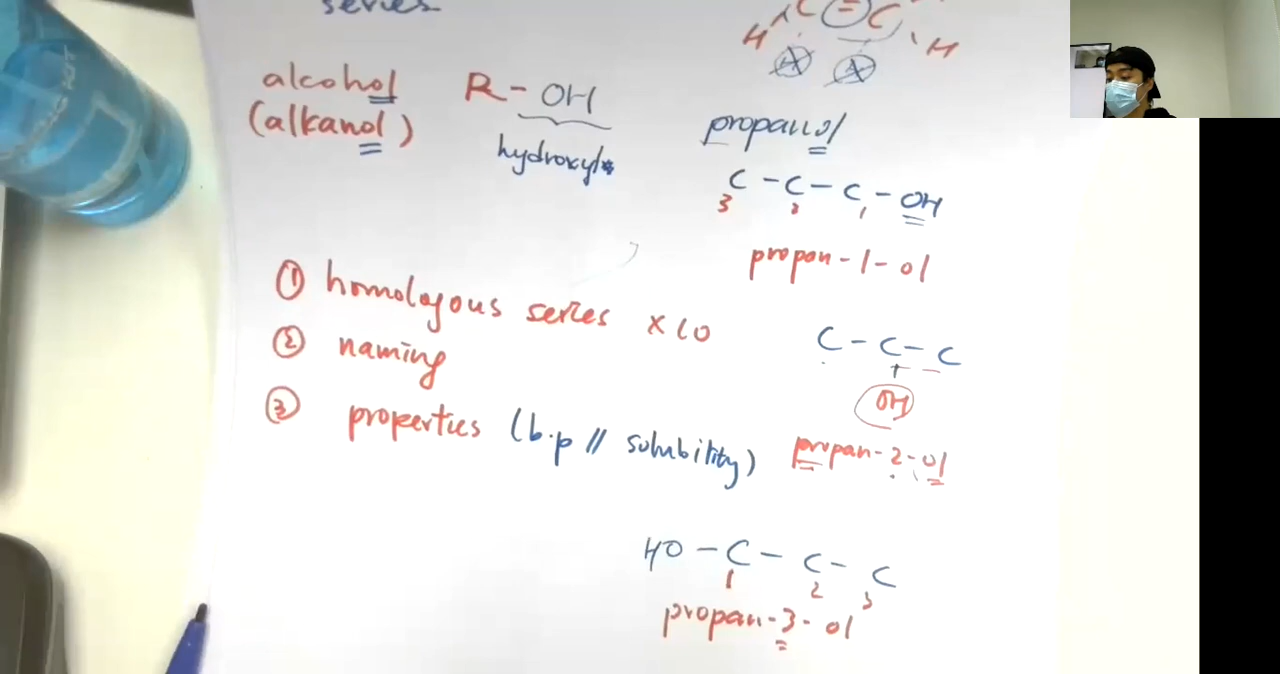 series
H C = C H
H H
alcohol
(alkanol)
R - OH
hydroxyl
propanol
C - C - C - OH
3 2 1
propan-1-ol
① homologous series x 10
② naming
③ properties (b.p // solubility)
C - C - C
OH
propan-2-ol
HO - C - C - C
1 2 3
propan-3-ol